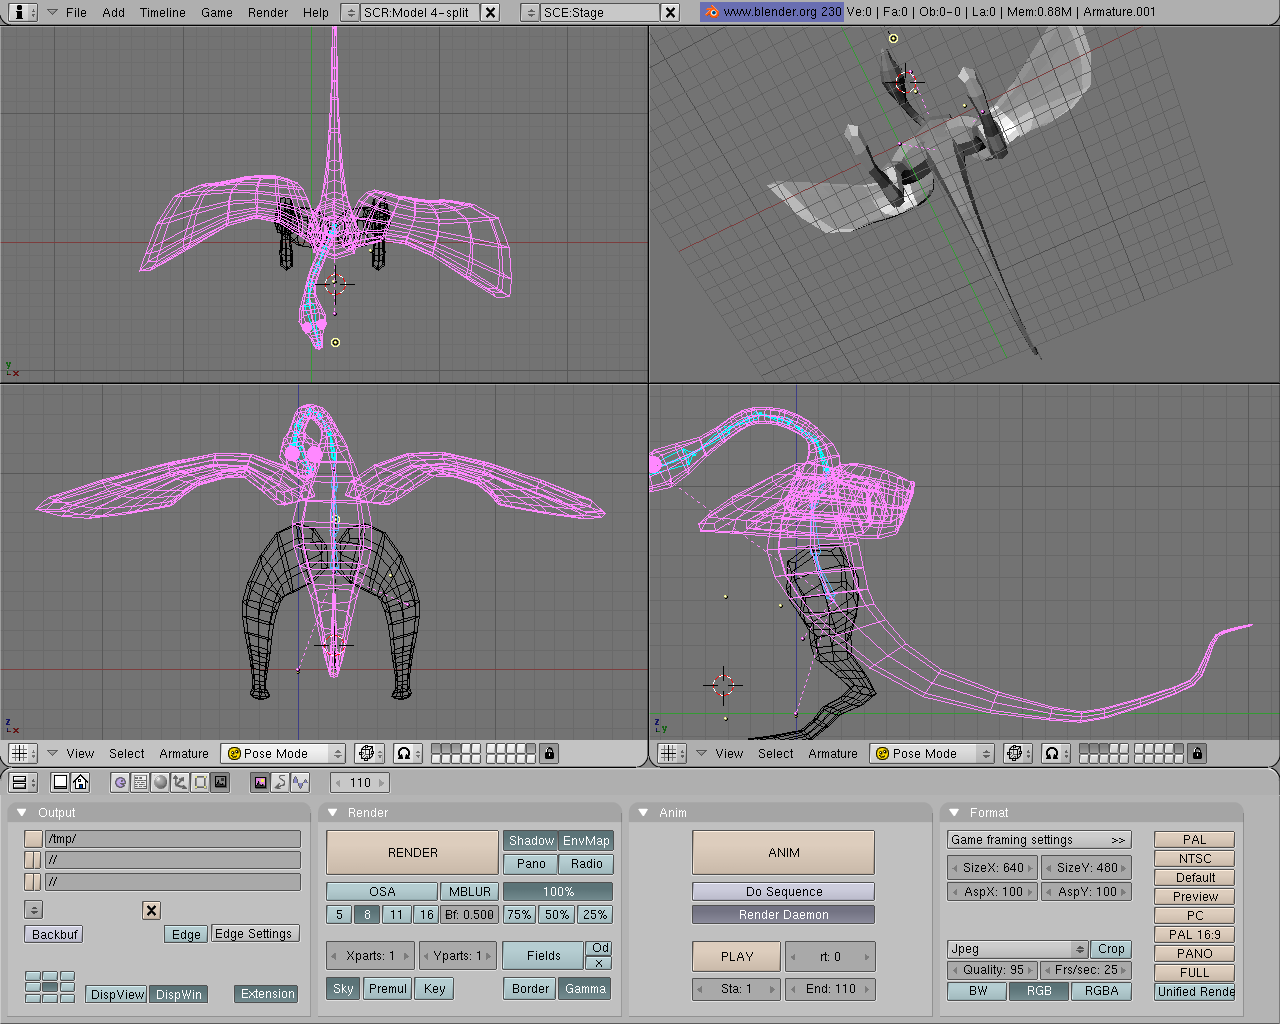 File Add Timeline Game Render Help SCR:Model 4-split SCE:Stage www.blender.org 230 Ve:0 | Fa:0 | Ob:0-0 | La:0 | Mem:0.88M | Armature.001
y
x
z
x
z
y
View Select Armature Pose Mode
View Select Armature Pose Mode
110
Output
/tmp/
//
//
Backbuf Edge Edge Settings
DispView DispWin Extension
Render
RENDER Shadow EnvMap
Pano Radio
OSA MBLUR 100%
5 8 11 16 Bf: 0.500 75% 50% 25%
Xparts: 1 Yparts: 1 Fields Od
x
Sky Premul Key Border Gamma
Anim
ANIM
Do Sequence
Render Daemon
PLAY rt: 0
Sta: 1 End: 110
Format
Game framing settings >>
SizeX: 640 SizeY: 480
AspX: 100 AspY: 100
Jpeg Crop
Quality: 95 Frs/sec: 25
BW RGB RGBA
PAL
NTSC
Default
Preview
PC
PAL 16:9
PANO
FULL
Unified Rende